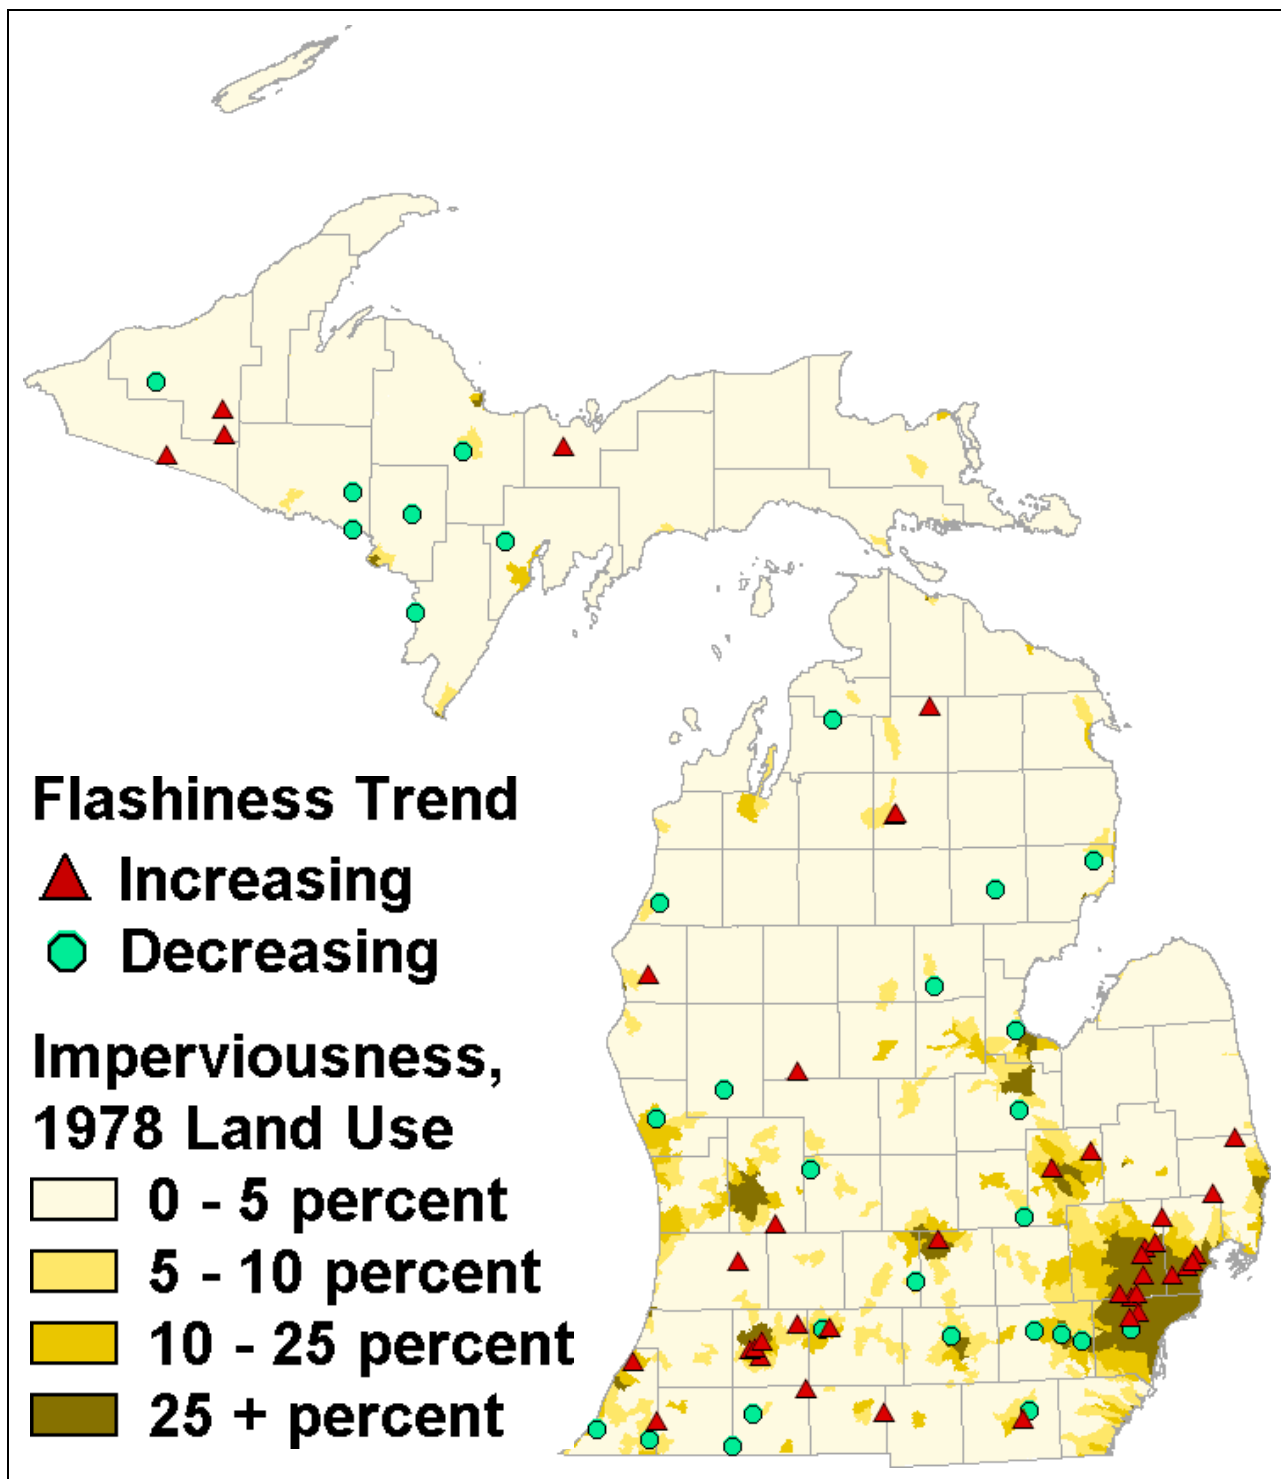 Flashiness Trend
Increasing
Decreasing
Imperviousness,
1978 Land Use
0 - 5 percent
5 - 10 percent
10 - 25 percent
25 + percent